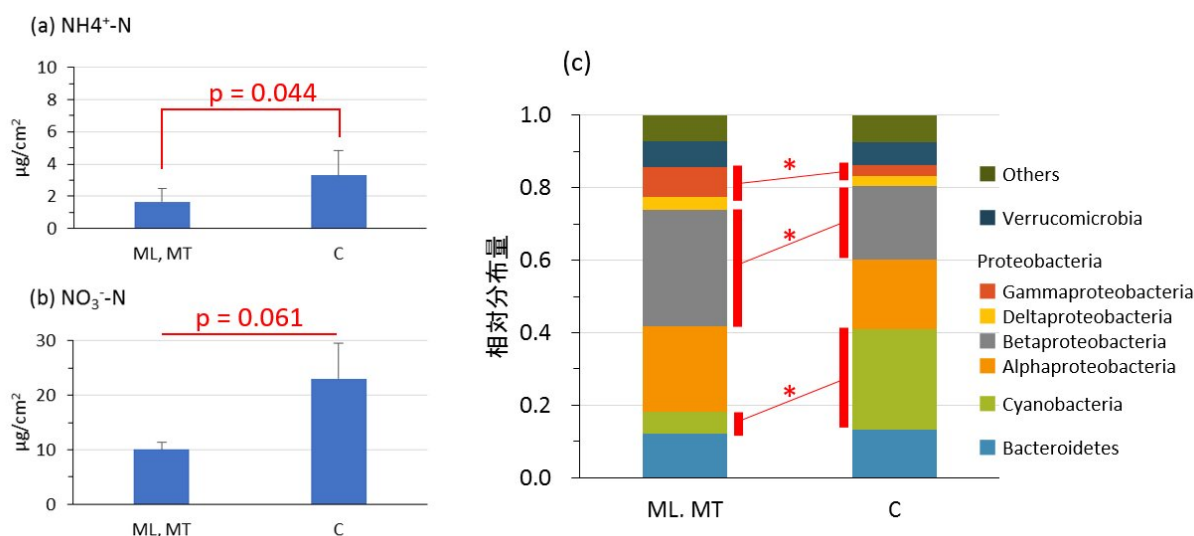 (a) NH4⁺-N
10
8
6
4
2
0
µg/cm²
p = 0.044
ML, MT
C
(b) NO₃⁻-N
30
20
10
0
µg/cm²
p = 0.061
ML, MT
C
(c)
1.0
0.8
0.6
0.4
0.2
0.0
相対分布量
*
*
*
ML. MT
C
Others
Verrucomicrobia
Proteobacteria
Gammaproteobacteria
Deltaproteobacteria
Betaproteobacteria
Alphaproteobacteria
Cyanobacteria
Bacteroidetes